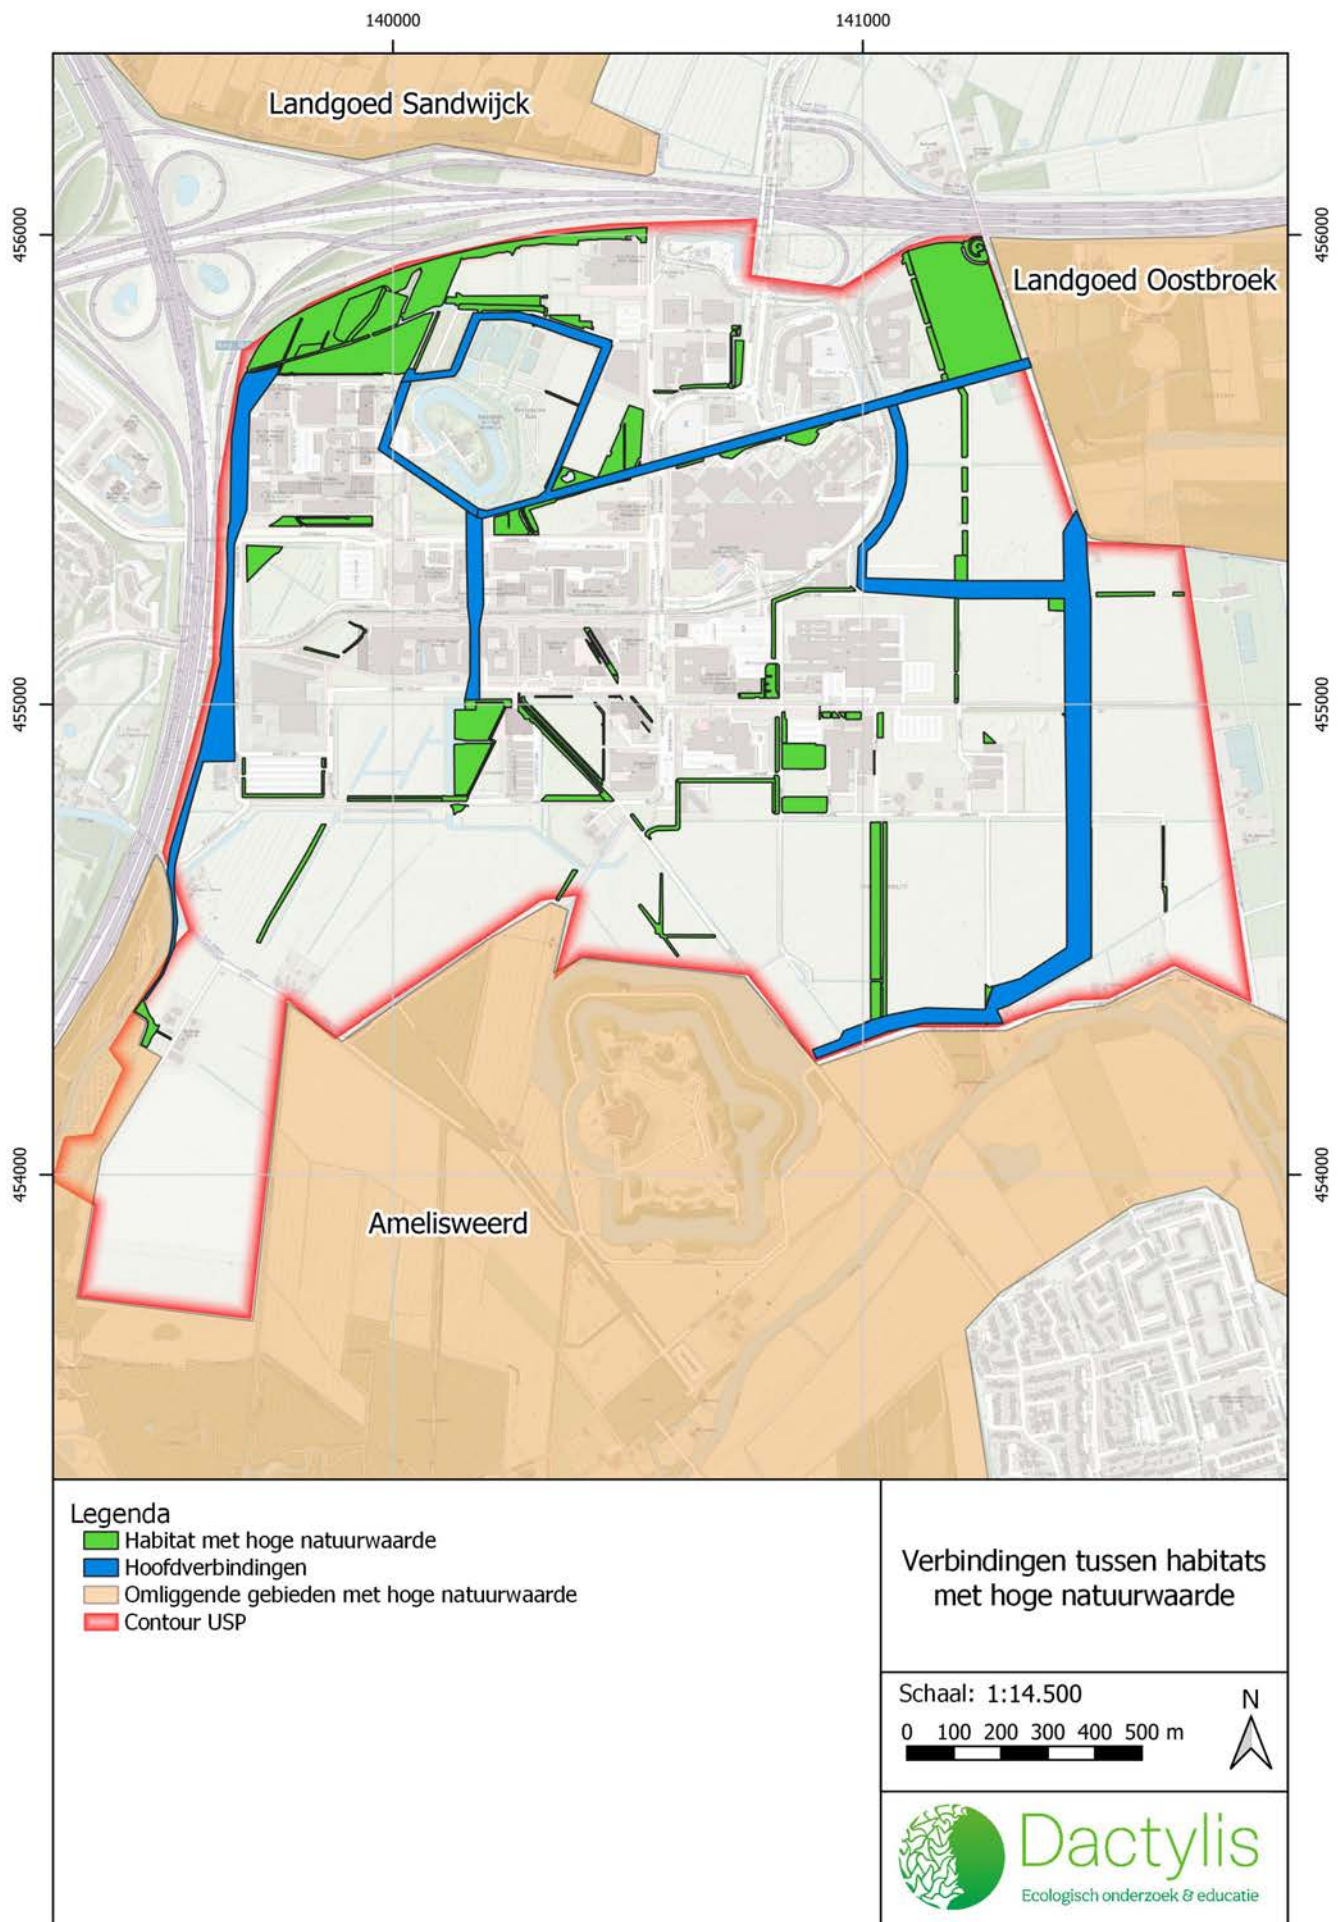 140000
141000
Landgoed Sandwijck
456000
456000
Landgoed Oostbroek
455000
455000
454000
454000
Amelisweerd
Legenda
Habitat met hoge natuurwaarde
Hoofdverbindingen
Omliggende gebieden met hoge natuurwaarde
Contour USP
Verbindingen tussen habitats
met hoge natuurwaarde
Schaal: 1:14.500
N
0 100 200 300 400 500 m
Dactylis
Ecologisch onderzoek & educatie